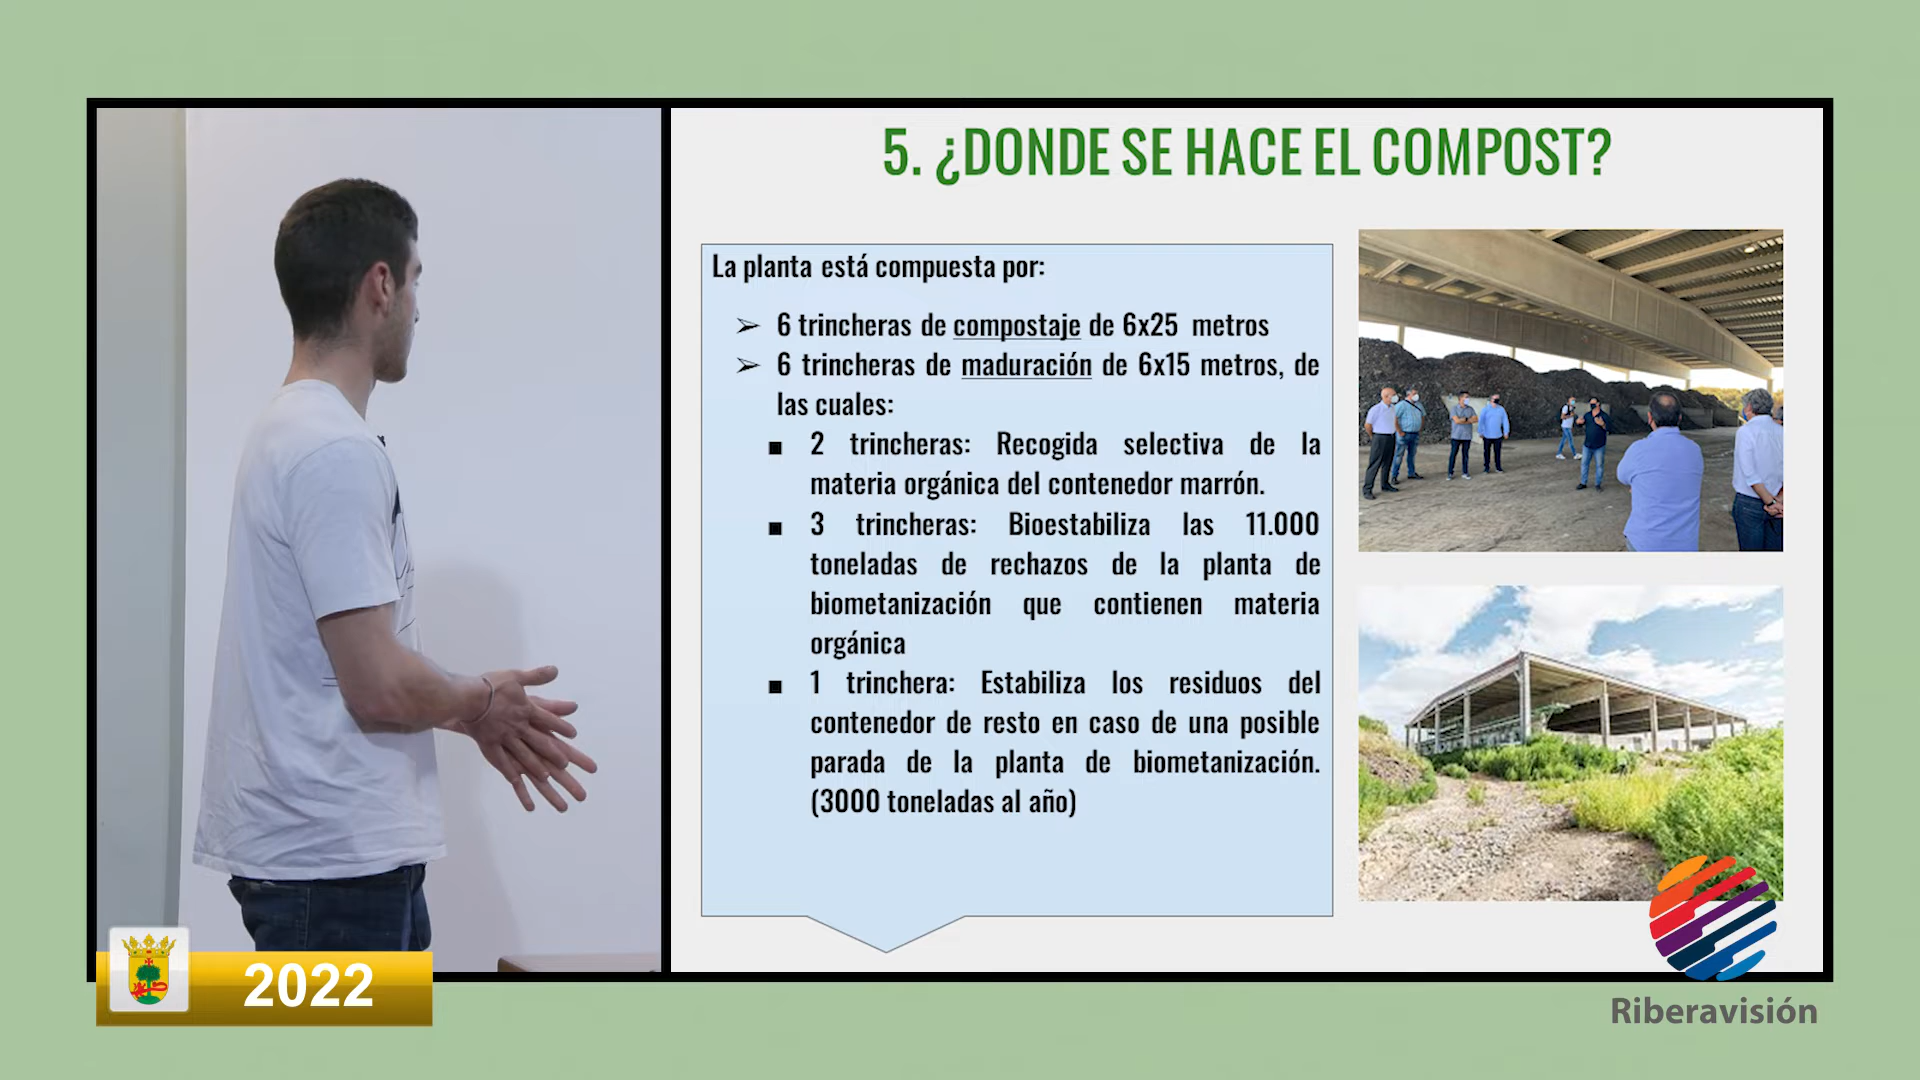 5. ¿DONDE SE HACE EL COMPOST?
La planta está compuesta por:
➢ 6 trincheras de compostaje de 6x25 metros
➢ 6 trincheras de maduración de 6x15 metros, de
las cuales:
■ 2 trincheras: Recogida selectiva de la
materia orgánica del contenedor marrón.
■ 3 trincheras: Bioestabiliza las 11.000
toneladas de rechazos de la planta de
biometanización que contienen materia
orgánica
■ 1 trinchera: Estabiliza los residuos del
contenedor de resto en caso de una posible
parada de la planta de biometanización.
(3000 toneladas al año)
2022
Riberavisión